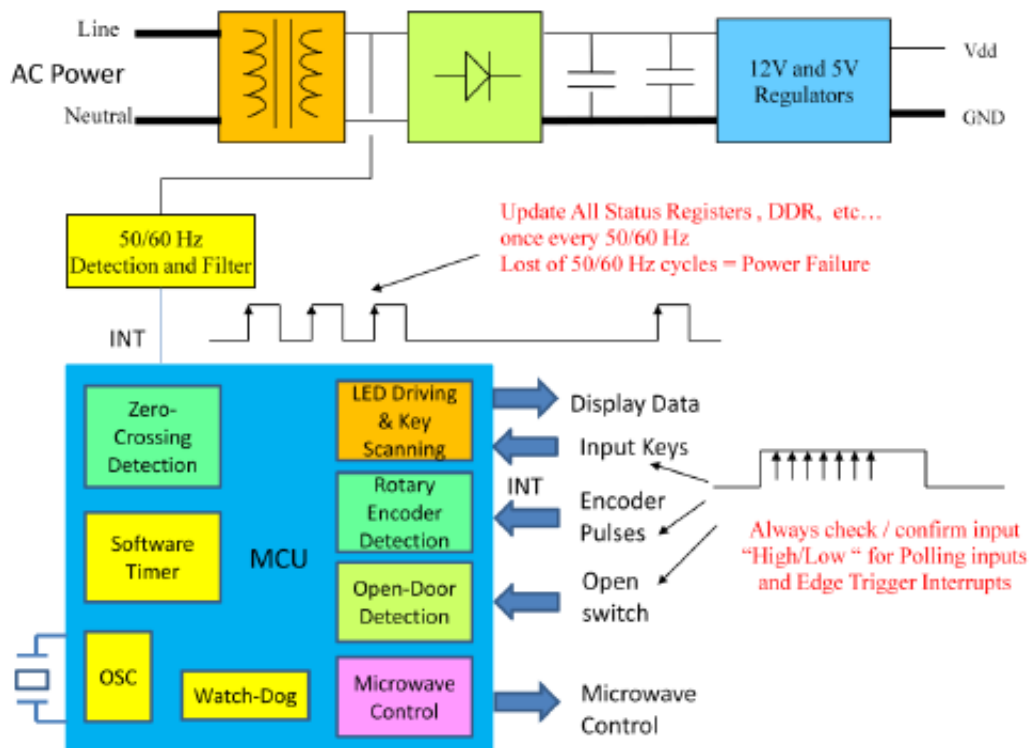 Line
AC Power
Neutral
12V and 5V
Regulators
Vdd
GND
50/60 Hz
Detection and Filter
Update All Status Registers , DDR, etc…
once every 50/60 Hz
Lost of 50/60 Hz cycles = Power Failure
INT
Zero-
Crossing
Detection
LED Driving
& Key
Scanning
Display Data
Input Keys
INT
Rotary
Encoder
Detection
Encoder
Pulses
Software
Timer
MCU
Open-Door
Detection
Open
switch
Always check / confirm input
“High/Low “ for Polling inputs
and Edge Trigger Interrupts
OSC
Watch-Dog
Microwave
Control
Microwave
Control